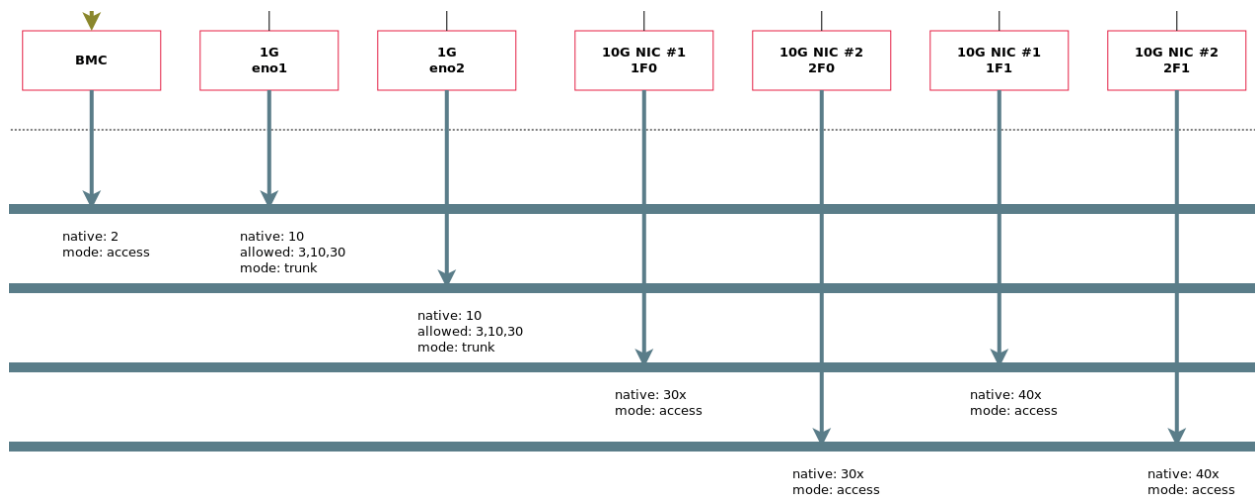 BMC
1G
eno1
1G
eno2
10G NIC #1
1F0
10G NIC #2
2F0
10G NIC #1
1F1
10G NIC #2
2F1
native: 2
mode: access
native: 10
allowed: 3,10,30
mode: trunk
native: 10
allowed: 3,10,30
mode: trunk
native: 30x
mode: access
native: 40x
mode: access
native: 30x
mode: access
native: 40x
mode: access